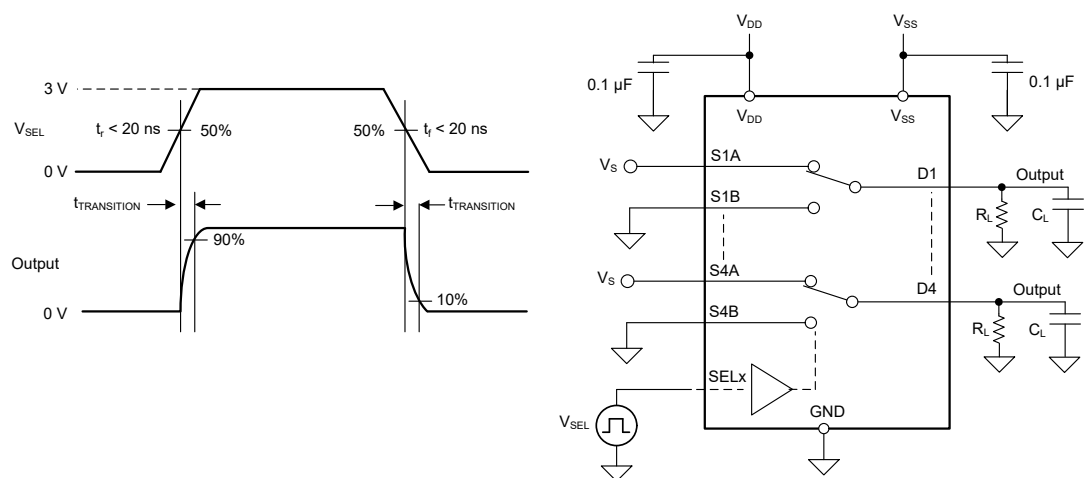 3 V
V_SEL
t_r < 20 ns
50%
50%
t_f < 20 ns
0 V
t_TRANSITION
t_TRANSITION
90%
Output
10%
0 V
V_DD
V_SS
0.1 µF
0.1 µF
V_DD
V_SS
V_S
S1A
D1
Output
S1B
R_L
C_L
V_S
S4A
D4
Output
S4B
R_L
C_L
SELx
V_SEL
GND